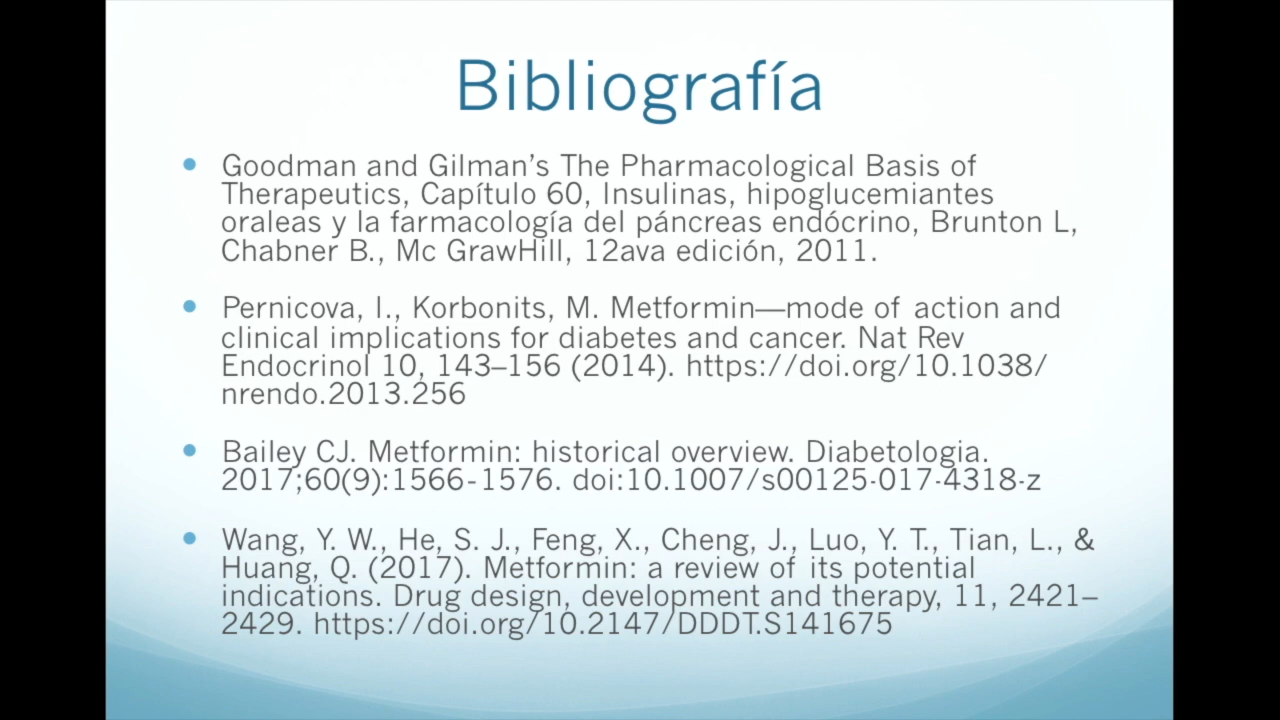 Bibliografía
• Goodman and Gilman’s The Pharmacological Basis of
Therapeutics, Capítulo 60, Insulinas, hipoglucemiantes
oraleas y la farmacología del páncreas endócrino, Brunton L,
Chabner B., Mc GrawHill, 12ava edición, 2011.
• Pernicova, I., Korbonits, M. Metformin—mode of action and
clinical implications for diabetes and cancer. Nat Rev
Endocrinol 10, 143–156 (2014). https://doi.org/10.1038/
nrendo.2013.256
• Bailey CJ. Metformin: historical overview. Diabetologia.
2017;60(9):1566-1576. doi:10.1007/s00125-017-4318-z
• Wang, Y. W., He, S. J., Feng, X., Cheng, J., Luo, Y. T., Tian, L., &
Huang, Q. (2017). Metformin: a review of its potential
indications. Drug design, development and therapy, 11, 2421–
2429. https://doi.org/10.2147/DDDT.S141675